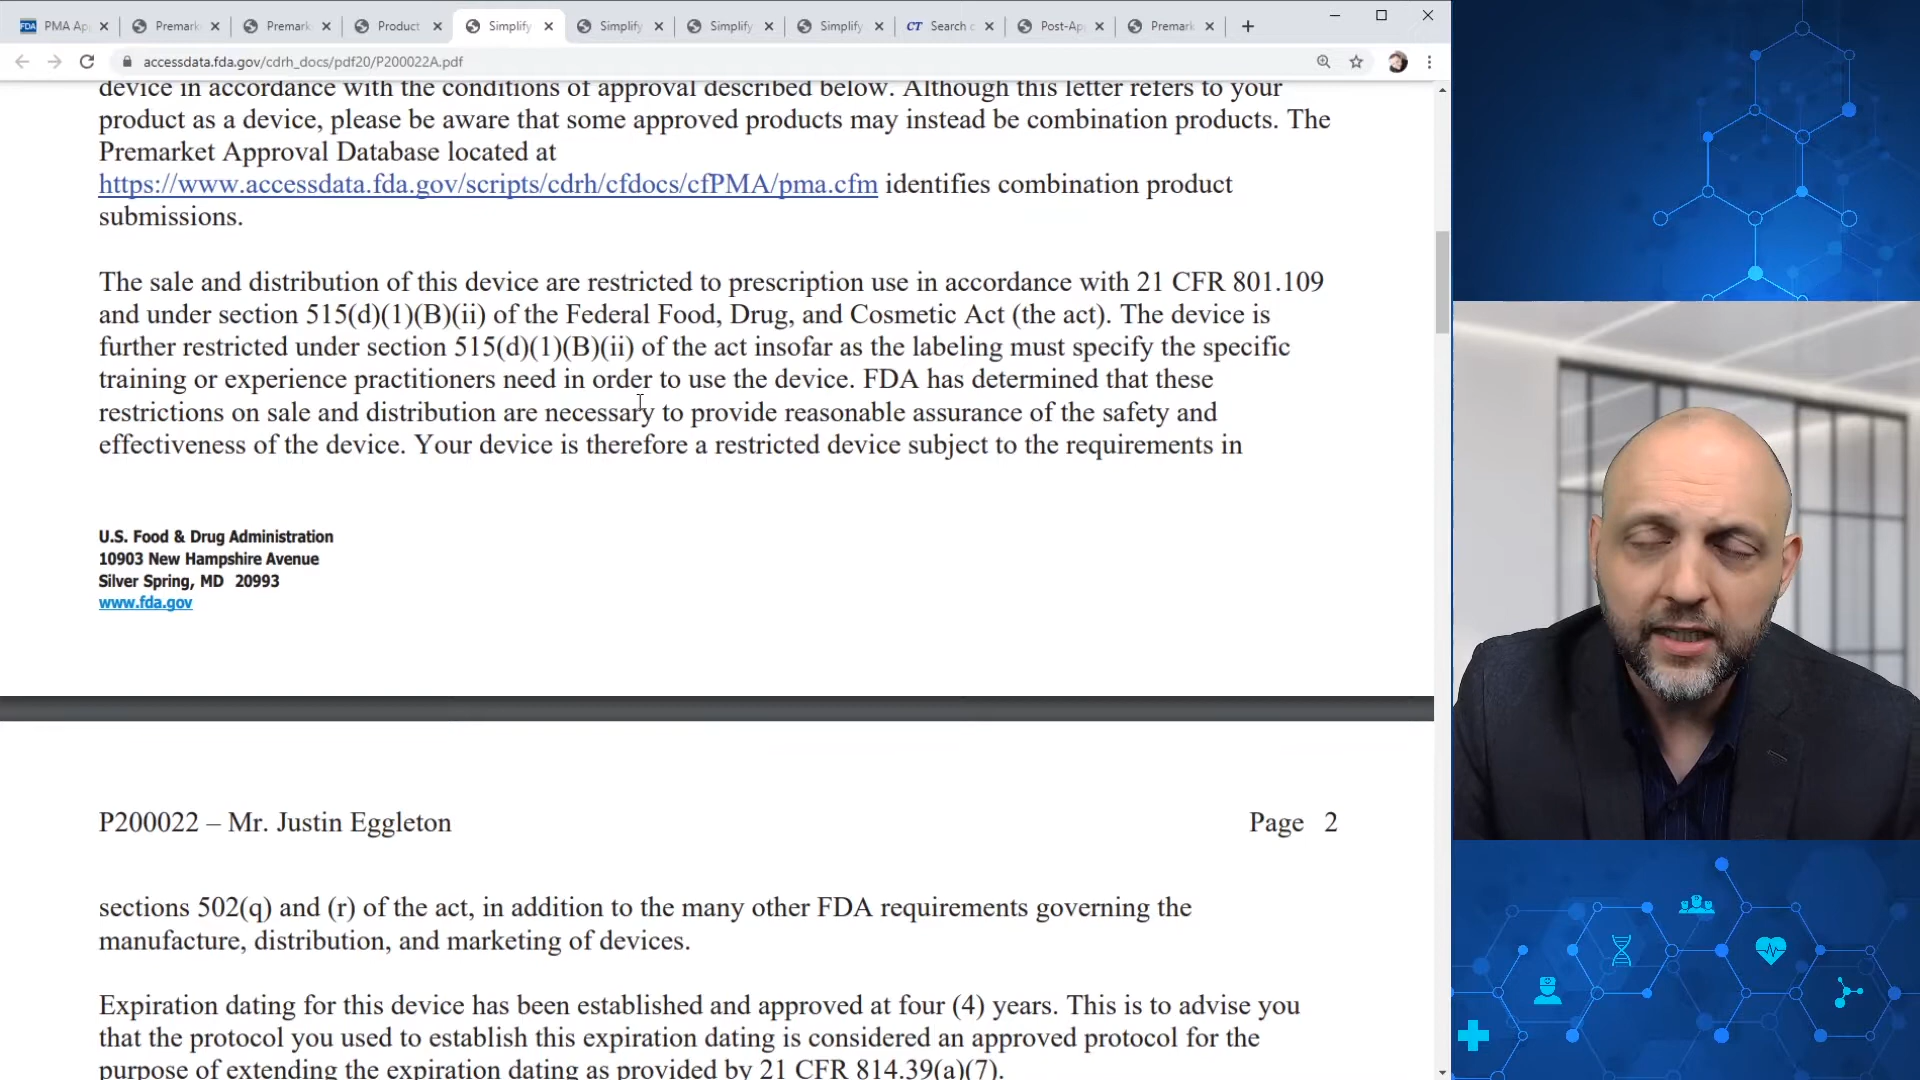 FDA PMA Ap
Premark
Premark
Product
Simplify
Simplify
Simplify
Simplify
CT Search c
Post-Ap
Premark
accessdata.fda.gov/cdrh_docs/pdf20/P200022A.pdf
device in accordance with the conditions of approval described below. Although this letter refers to your
product as a device, please be aware that some approved products may instead be combination products. The
Premarket Approval Database located at
https://www.accessdata.fda.gov/scripts/cdrh/cfdocs/cfPMA/pma.cfm identifies combination product
submissions.
The sale and distribution of this device are restricted to prescription use in accordance with 21 CFR 801.109
and under section 515(d)(1)(B)(ii) of the Federal Food, Drug, and Cosmetic Act (the act). The device is
further restricted under section 515(d)(1)(B)(ii) of the act insofar as the labeling must specify the specific
training or experience practitioners need in order to use the device. FDA has determined that these
restrictions on sale and distribution are necessary to provide reasonable assurance of the safety and
effectiveness of the device. Your device is therefore a restricted device subject to the requirements in
U.S. Food & Drug Administration
10903 New Hampshire Avenue
Silver Spring, MD 20993
www.fda.gov
P200022 – Mr. Justin Eggleton Page 2
sections 502(q) and (r) of the act, in addition to the many other FDA requirements governing the
manufacture, distribution, and marketing of devices.
Expiration dating for this device has been established and approved at four (4) years. This is to advise you
that the protocol you used to establish this expiration dating is considered an approved protocol for the
purpose of extending the expiration dating as provided by 21 CFR 814.39(a)(7).